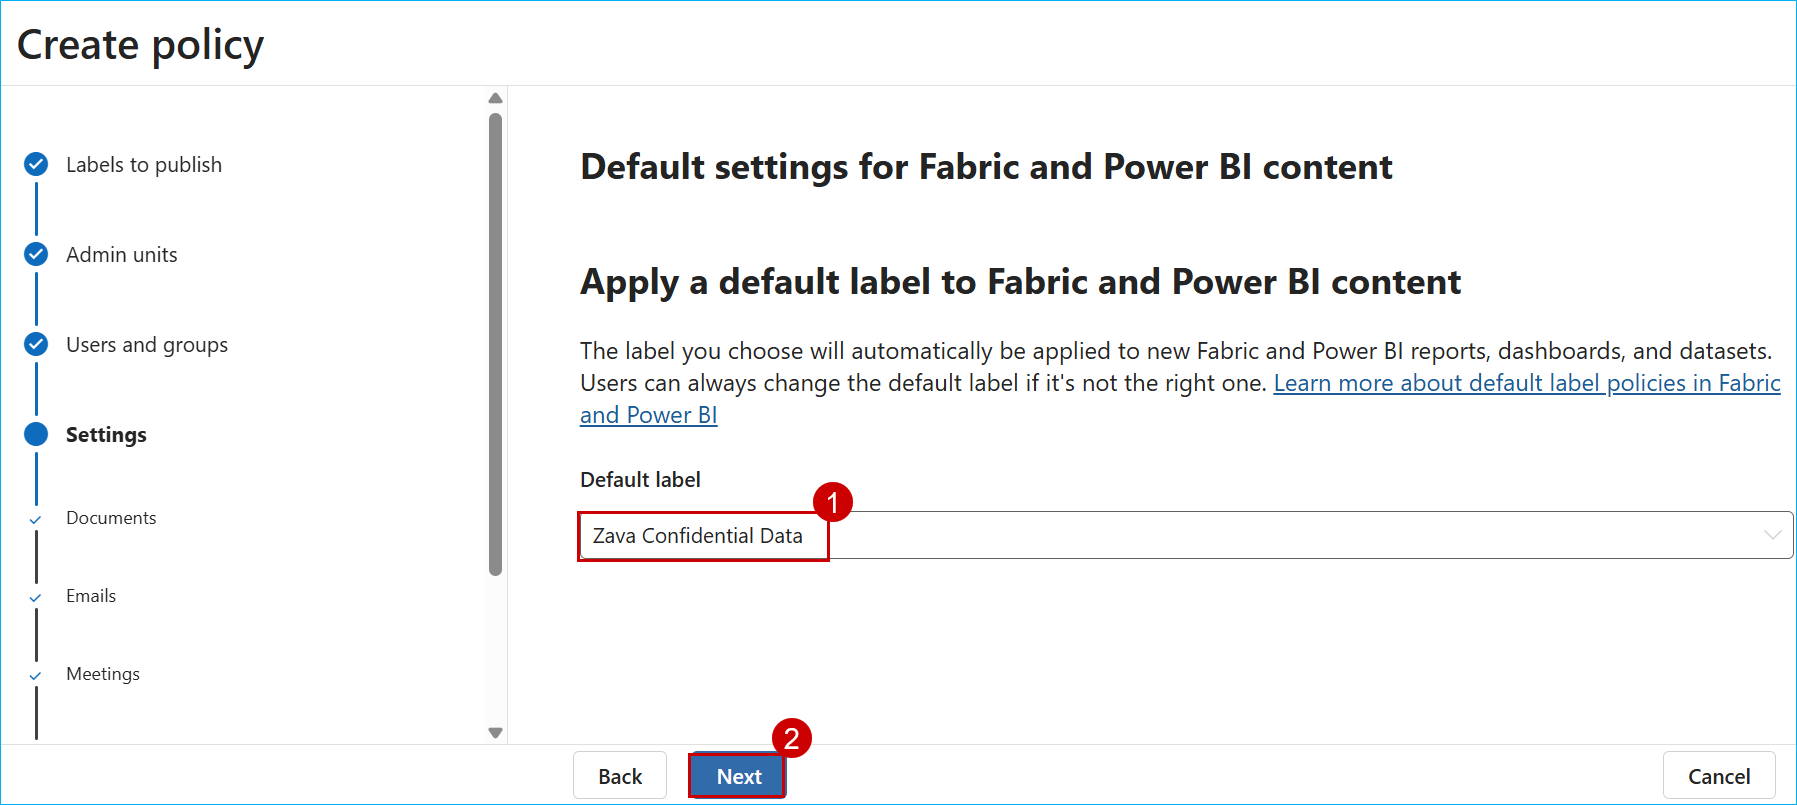 Create policy
Labels to publish
Admin units
Users and groups
Settings
Documents
Emails
Meetings
Default settings for Fabric and Power BI content
Apply a default label to Fabric and Power BI content
The label you choose will automatically be applied to new Fabric and Power BI reports, dashboards, and datasets.
Users can always change the default label if it's not the right one. Learn more about default label policies in Fabric
and Power BI
Default label
1
Zava Confidential Data
2
Back
Next
Cancel